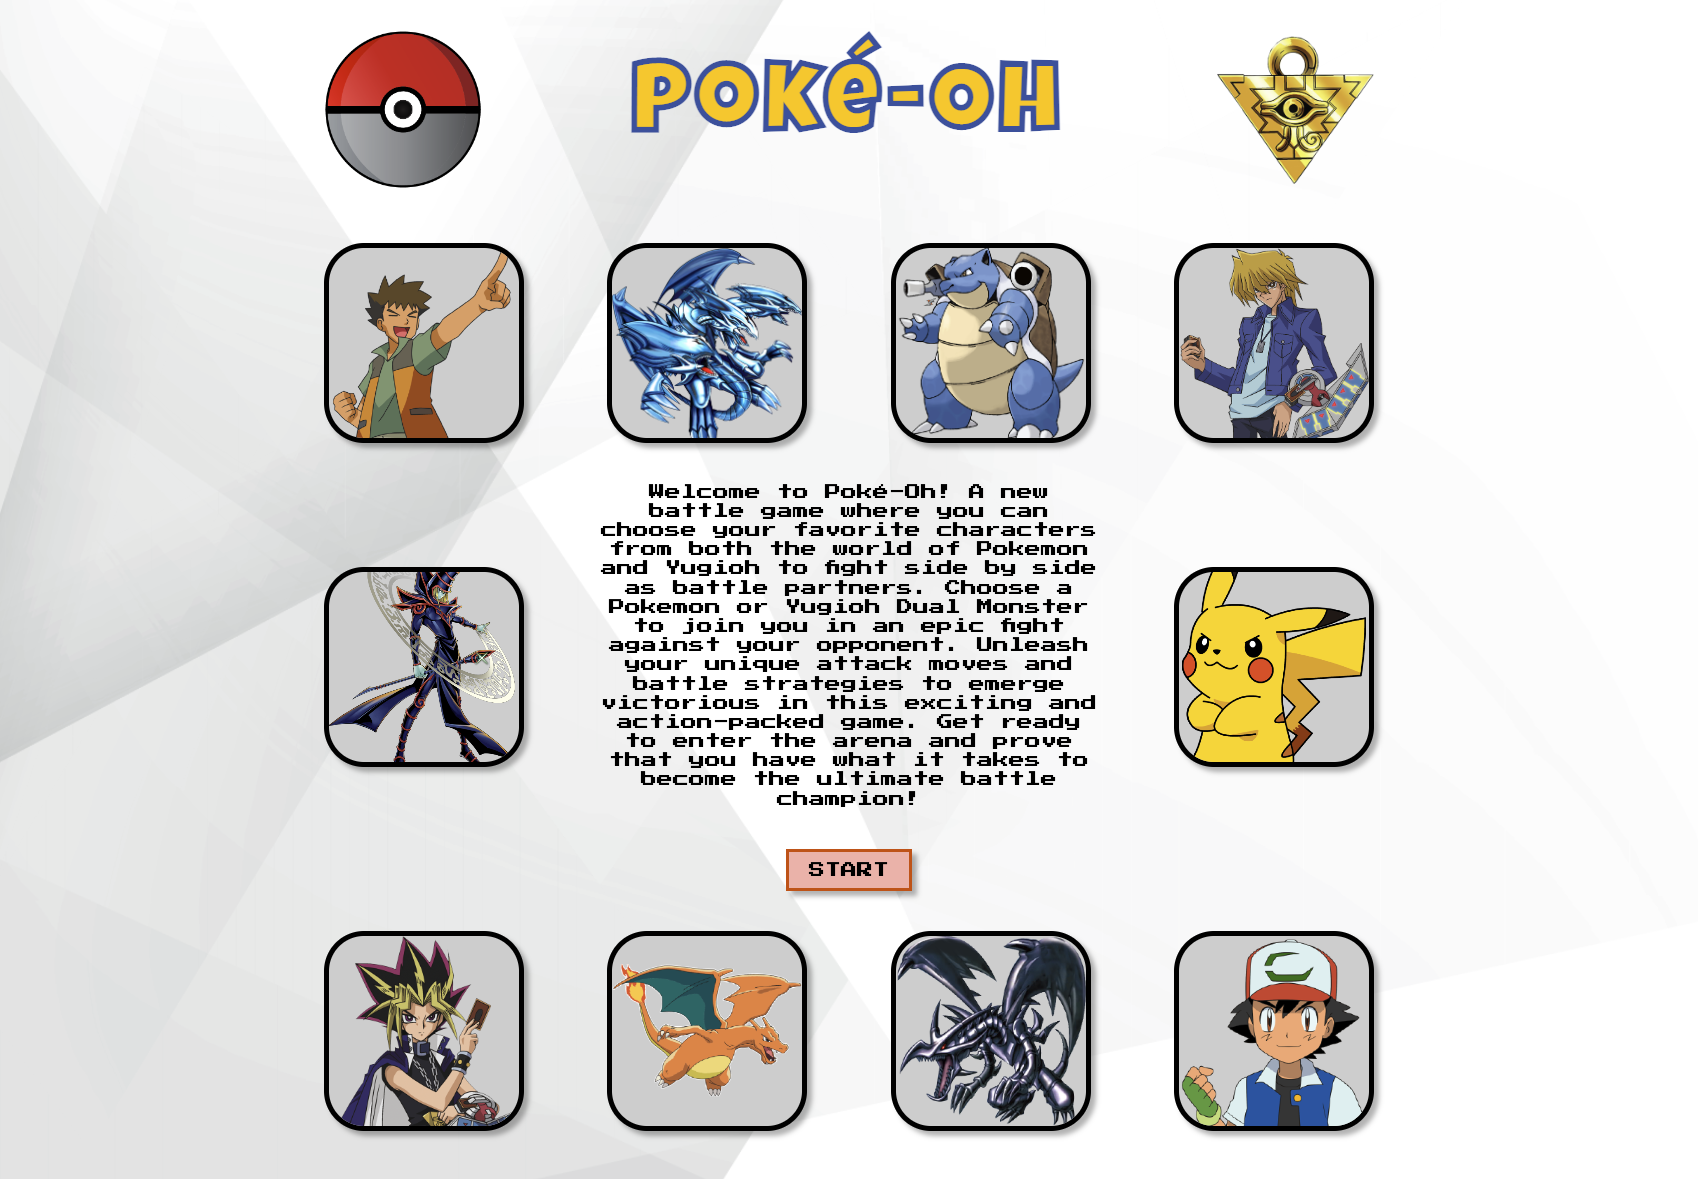 POKé-OH
Welcome to Poké-Oh! A new
battle game where you can
choose your favorite characters
from both the world of Pokemon
and Yugioh to fight side by side
as battle partners. Choose a
Pokemon or Yugioh Dual Monster
to join you in an epic fight
against your opponent. Unleash
your unique attack moves and
battle strategies to emerge
victorious in this exciting and
action-packed game. Get ready
to enter the arena and prove
that you have what it takes to
become the ultimate battle
champion!
START